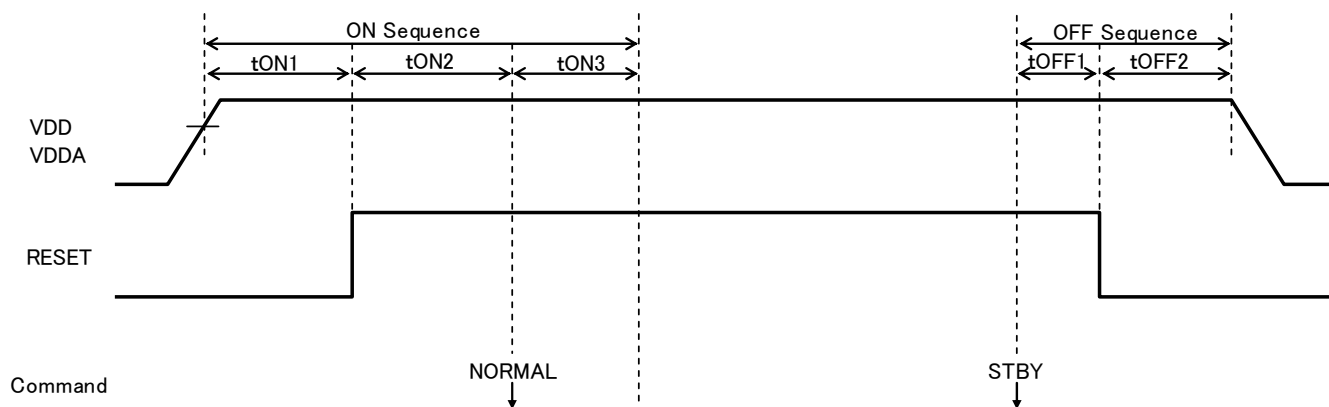 ON Sequence
OFF Sequence
tON1
tON2
tON3
tOFF1
tOFF2
VDD
VDDA
RESET
NORMAL
STBY
Command